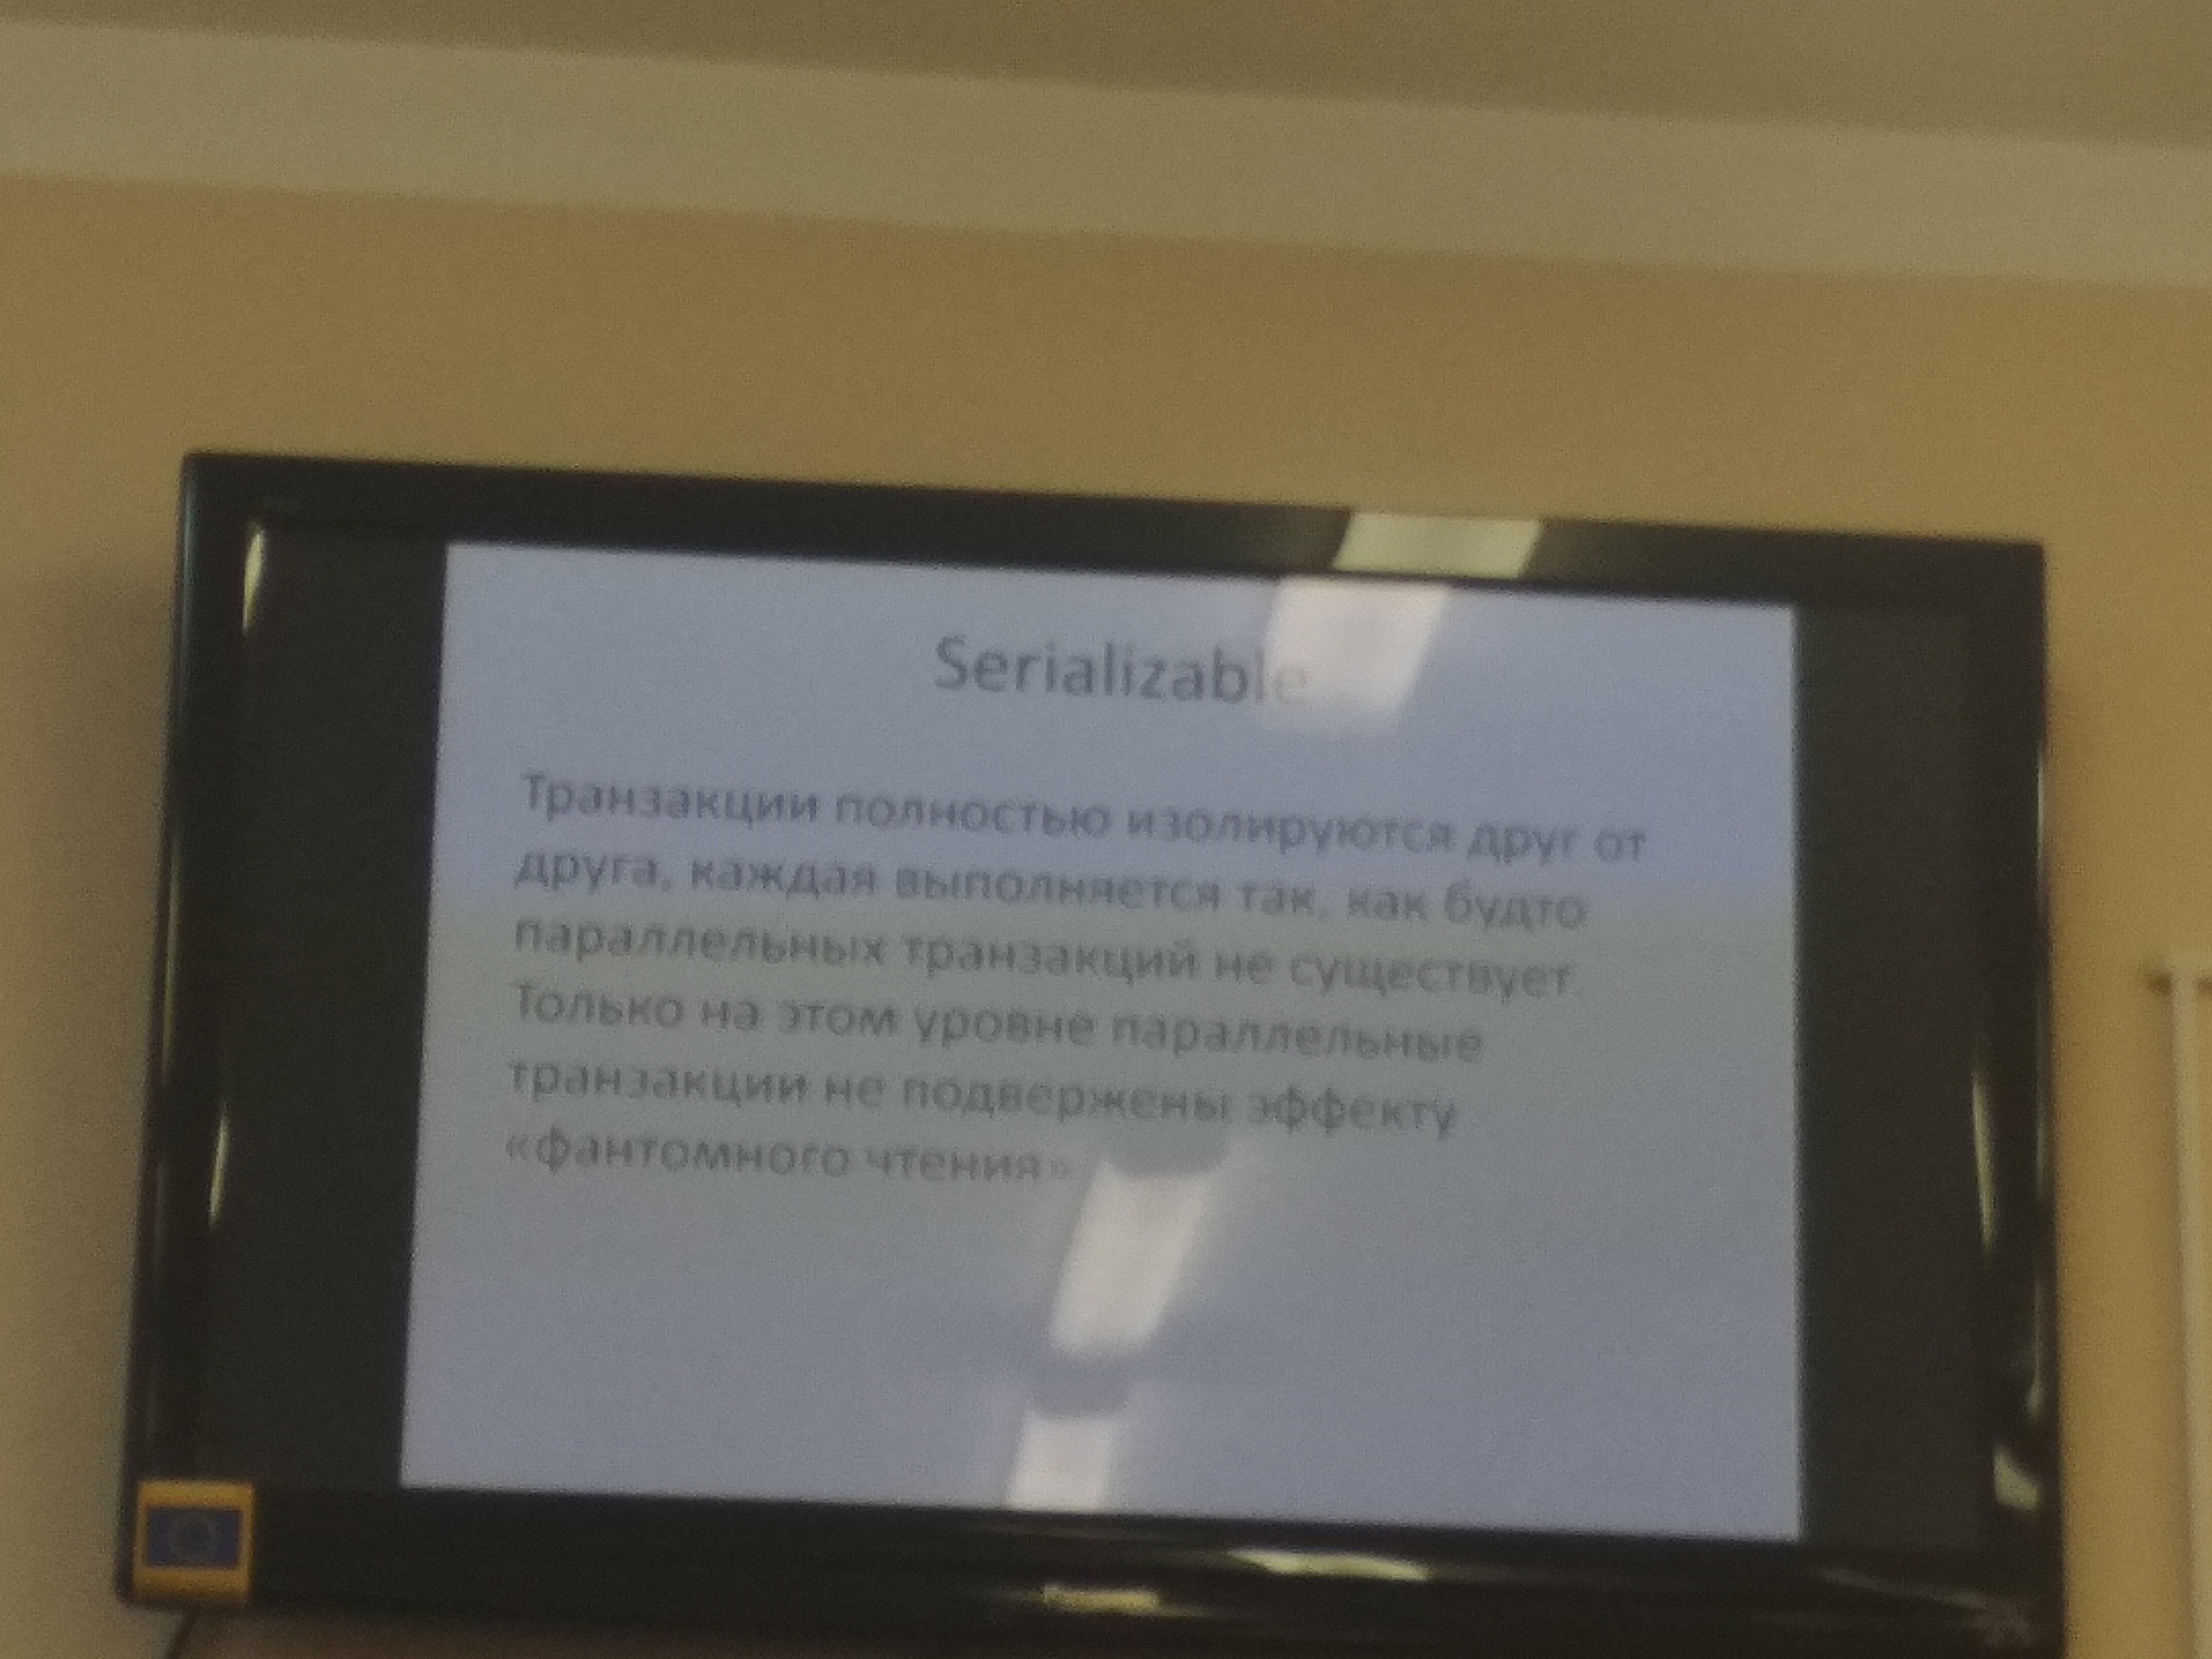 Serializable
Транзакции полностью изолируются друг от
друга, каждая выполняется так, как будто
параллельных транзакций не существует.
Только на этом уровне параллельные
транзакции не подвержены эффекту
«фантомного чтения»